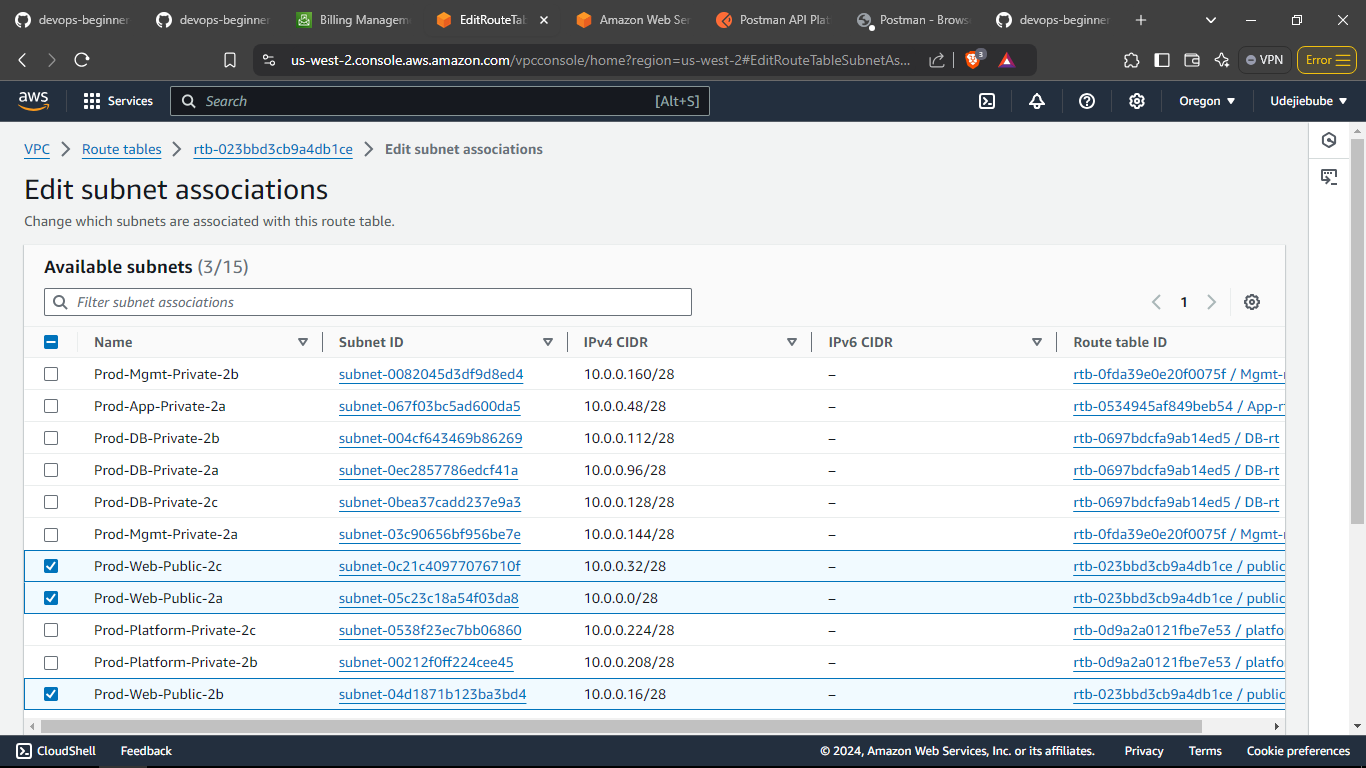 devops-beginner
devops-beginner
Billing Managem
EditRouteTab
Amazon Web Ser
Postman API Plat
Postman - Brows
devops-beginner
us-west-2.console.aws.amazon.com/vpcconsole/home?region=us-west-2#EditRouteTableSubnetAs...
3
VPN
Error
aws
Services
Search
[Alt+S]
Oregon
Udejiebube
VPC
Route tables
rtb-023bbd3cb9a4db1ce
Edit subnet associations
Edit subnet associations
Change which subnets are associated with this route table.
Available subnets (3/15)
Filter subnet associations
1
Name Subnet ID IPv4 CIDR IPv6 CIDR Route table ID
Prod-Mgmt-Private-2b subnet-0082045d3df9d8ed4 10.0.0.160/28 – rtb-0fda39e0e20f0075f / Mgmt-r
Prod-App-Private-2a subnet-067f03bc5ad600da5 10.0.0.48/28 – rtb-0534945af849beb54 / App-rt
Prod-DB-Private-2b subnet-004cf643469b86269 10.0.0.112/28 – rtb-0697bdcfa9ab14ed5 / DB-rt
Prod-DB-Private-2a subnet-0ec2857786edcf41a 10.0.0.96/28 – rtb-0697bdcfa9ab14ed5 / DB-rt
Prod-DB-Private-2c subnet-0bea37cadd237e9a3 10.0.0.128/28 – rtb-0697bdcfa9ab14ed5 / DB-rt
Prod-Mgmt-Private-2a subnet-03c90656bf956be7e 10.0.0.144/28 – rtb-0fda39e0e20f0075f / Mgmt-r
Prod-Web-Public-2c subnet-0c21c40977076710f 10.0.0.32/28 – rtb-023bbd3cb9a4db1ce / public
Prod-Web-Public-2a subnet-05c23c18a54f03da8 10.0.0.0/28 – rtb-023bbd3cb9a4db1ce / public
Prod-Platform-Private-2c subnet-0538f23ec7bb06860 10.0.0.224/28 – rtb-0d9a2a0121fbe7e53 / platfo
Prod-Platform-Private-2b subnet-00212f0ff224cee45 10.0.0.208/28 – rtb-0d9a2a0121fbe7e53 / platfo
Prod-Web-Public-2b subnet-04d1871b123ba3bd4 10.0.0.16/28 – rtb-023bbd3cb9a4db1ce / public
CloudShell Feedback © 2024, Amazon Web Services, Inc. or its affiliates. Privacy Terms Cookie preferences